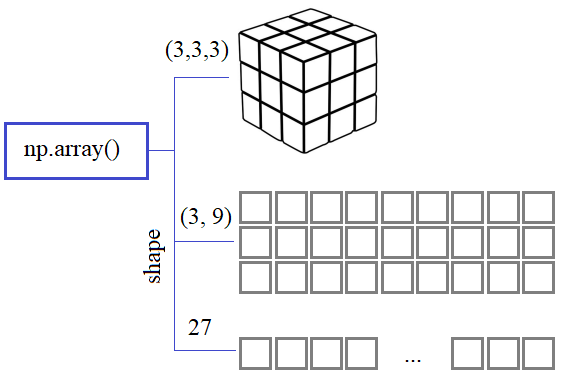 (3,3,3)
np.array()
(3, 9)
shape
27
...